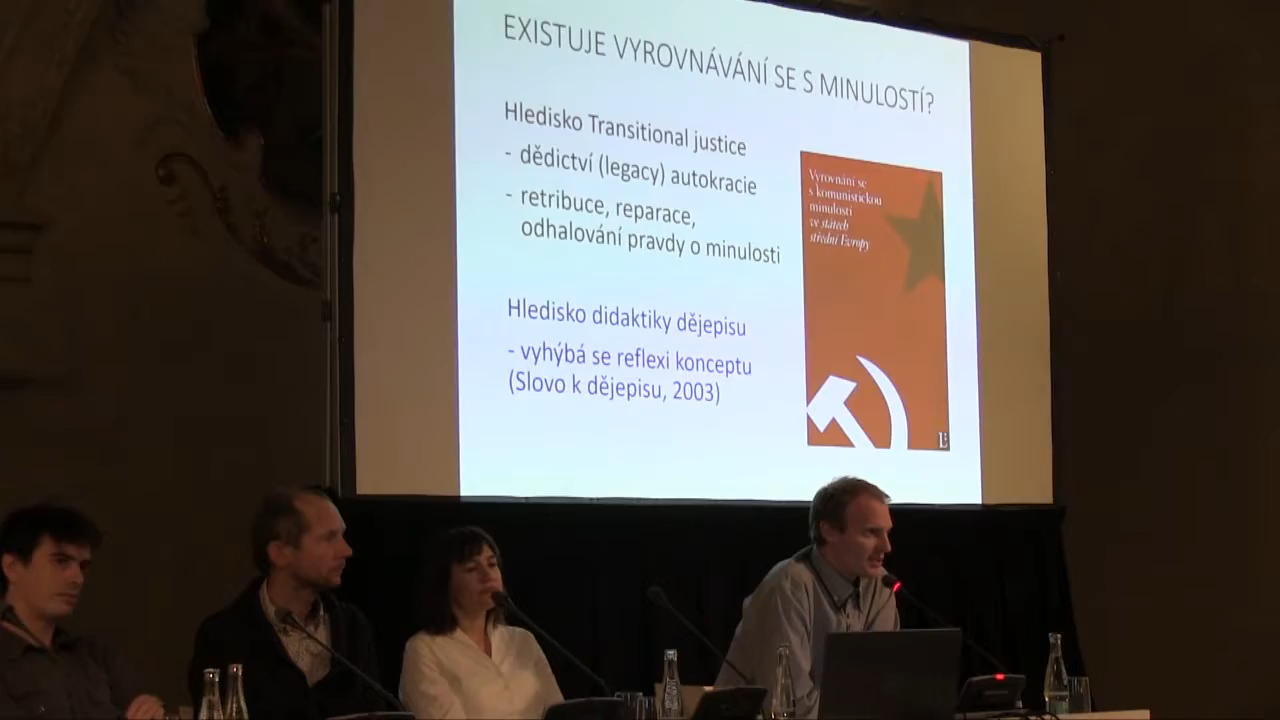 EXISTUJE VYROVNÁVÁNÍ SE S MINULOSTÍ?
Hledisko Transitional justice
- dědictví (legacy) autokracie
- retribuce, reparace,
odhalování pravdy o minulosti
Hledisko didaktiky dějepisu
- vyhýbá se reflexi konceptu
(Slovo k dějepisu, 2003)
Vyrovnání se
s komunistickou
minulostí
ve státech
střední Evropy